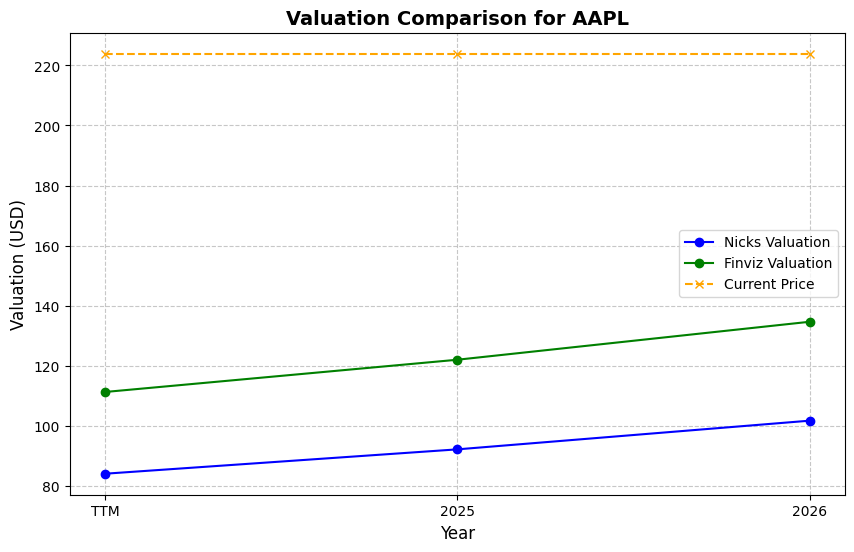 Valuation Comparison for AAPL
Valuation (USD)
220
200
180
160
140
120
100
80
Nicks Valuation
Finviz Valuation
Current Price
TTM 2025 2026
Year